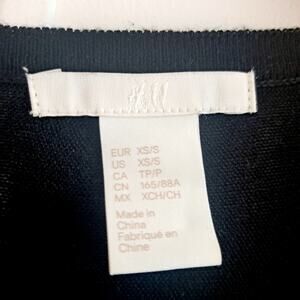 H&M
EUR XS/S
US XS/S
CA TP/P
CN 165/88A
MX XCH/CH
Made in
China
Fabriqué en
Chine